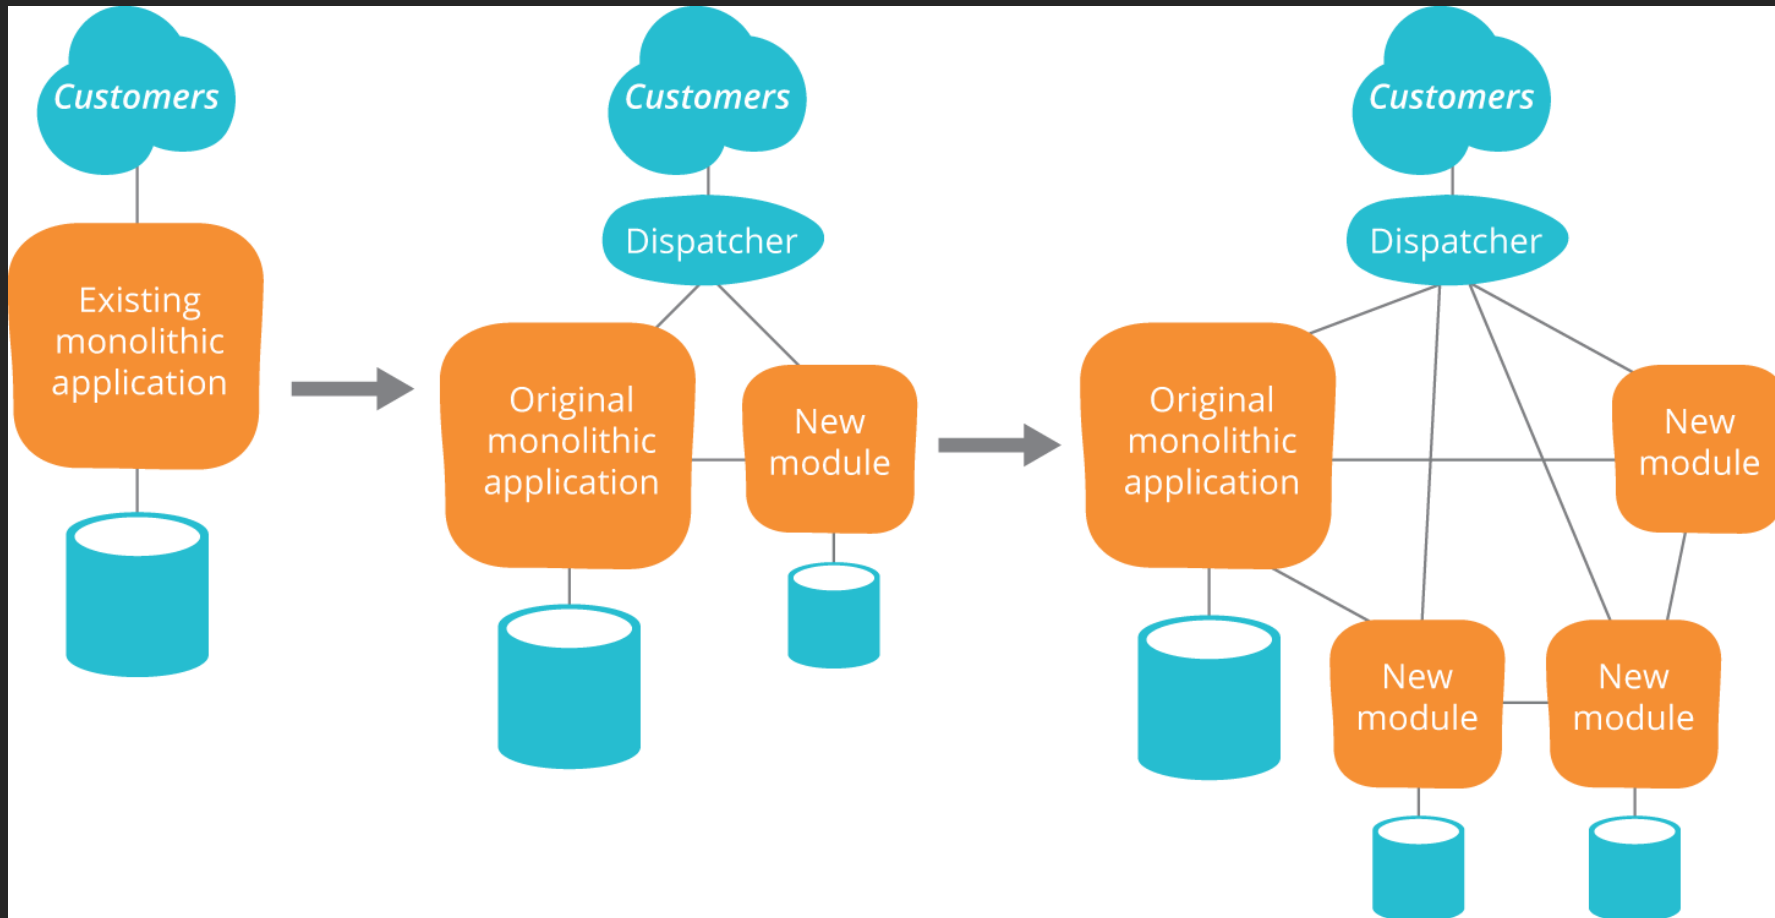 Customers
Existing
monolithic
application
Customers
Dispatcher
Original
monolithic
application
New
module
Customers
Dispatcher
Original
monolithic
application
New
module
New
module
New
module